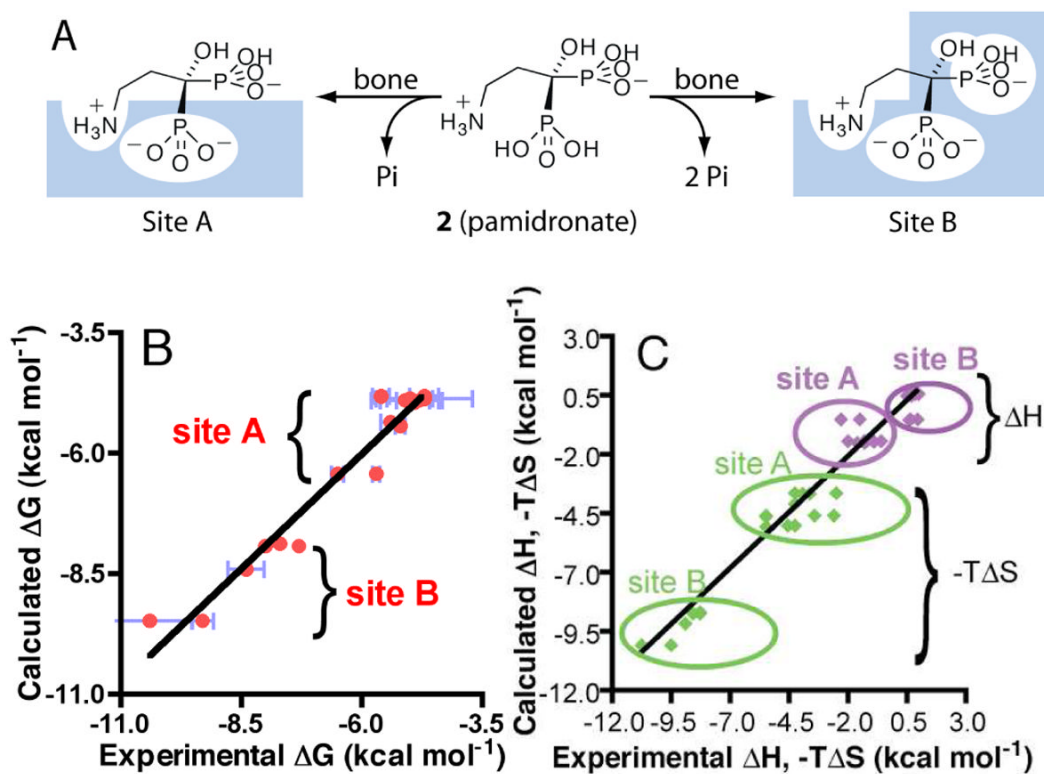 A
OH
OH
P
O
O
−
+
H3N
P
−O
O
O−
Site A
bone
Pi
OH
OH
P
O
O
−
+
H3N
P
HO
O
OH
2 (pamidronate)
bone
2 Pi
OH
OH
P
O
O
−
+
H3N
P
−O
O
O−
Site B
B
Calculated ΔG (kcal mol⁻¹)
-3.5
-6.0
-8.5
-11.0
site A
site B
-11.0 -8.5 -6.0 -3.5
Experimental ΔG (kcal mol⁻¹)
C
Calculated ΔH, -TΔS (kcal mol⁻¹)
3.0
0.5
-2.0
-4.5
-7.0
-9.5
-12.0
site A
site B
ΔH
site A
site B
-TΔS
-12.0 -9.5 -7.0 -4.5 -2.0 0.5 3.0
Experimental ΔH, -TΔS (kcal mol⁻¹)